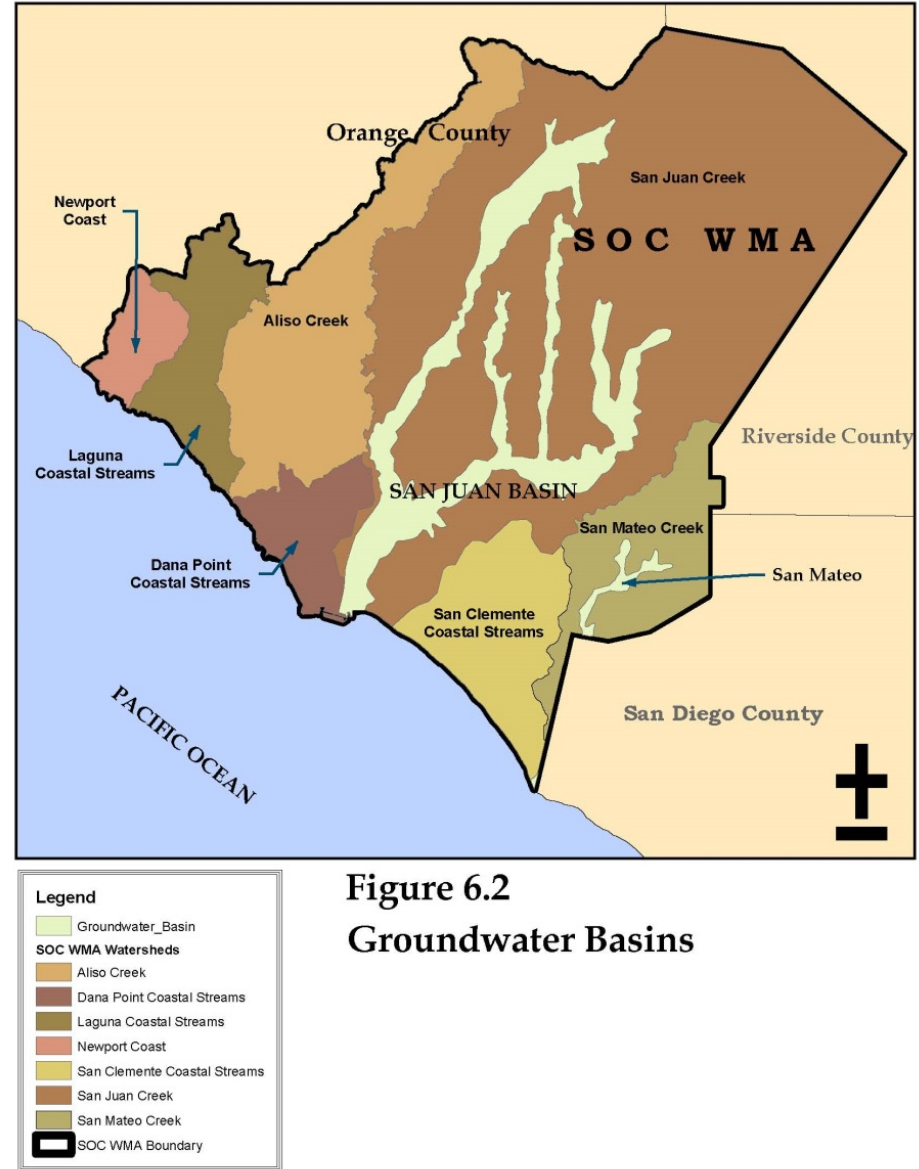 Orange County
San Juan Creek
Newport
Coast
SOC WMA
Aliso Creek
Riverside County
Laguna
Coastal Streams
SAN JUAN BASIN
San Mateo Creek
Dana Point
Coastal Streams
San Mateo
San Clemente
Coastal Streams
San Diego County
PACIFIC OCEAN
Figure 6.2
Groundwater Basins
Legend
Groundwater_Basin
SOC WMA Watersheds
Aliso Creek
Dana Point Coastal Streams
Laguna Coastal Streams
Newport Coast
San Clemente Coastal Streams
San Juan Creek
San Mateo Creek
SOC WMA Boundary